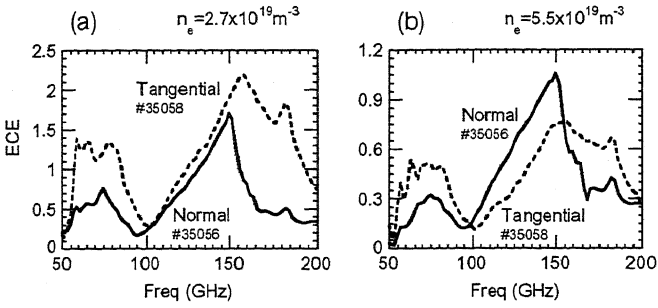 (a) n_e=2.7x10^19 m^-3
2.5
2
1.5
1
0.5
0
ECE
Tangential
#35058
Normal
#35056
50 100 150 200
Freq (GHz)
(b) n_e=5.5x10^19 m^-3
1.2
0.9
0.6
0.3
0
Normal
#35056
Tangential
#35058
50 100 150 200
Freq (GHz)